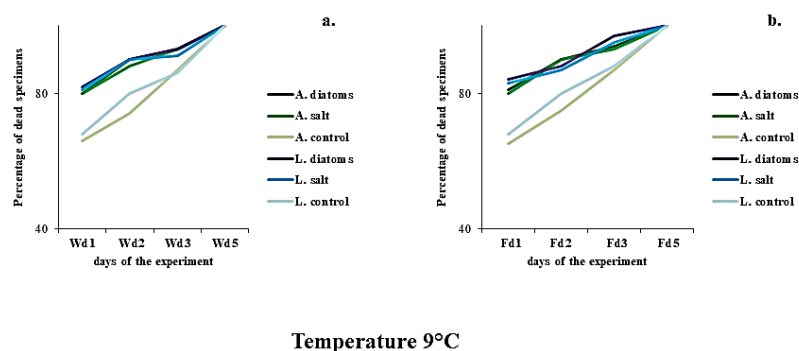 a.
Percentage of dead specimens
80
40
Wd1 Wd2 Wd3 Wd5
days of the experiment
A. diatoms
A. salt
A. control
L. diatoms
L. salt
L. control
b.
Percentage of dead specimens
80
40
Fd1 Fd2 Fd3 Fd5
days of the experiment
A. diatoms
A. salt
A. control
L. diatoms
L. salt
L. control
Temperature 9°C